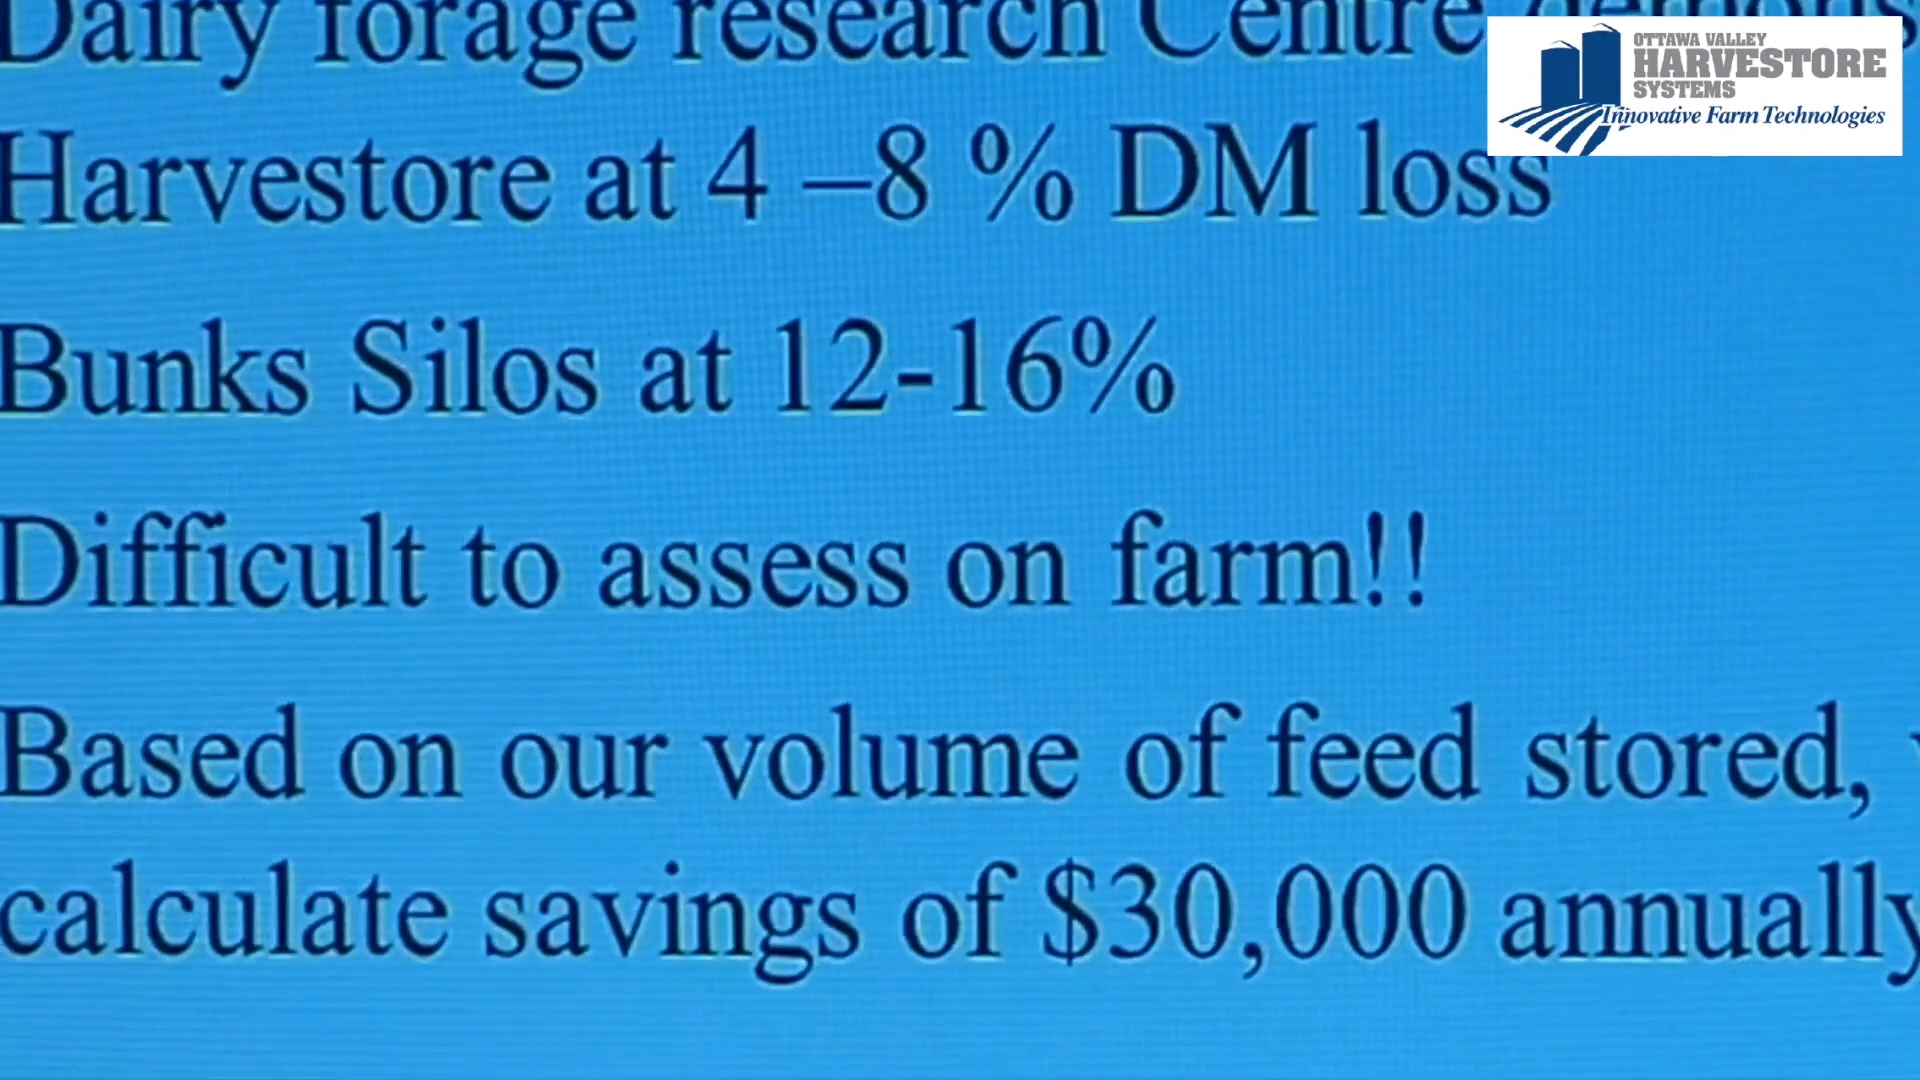 Dairy forage research Centre
OTTAWA VALLEY
HARVESTORE
SYSTEMS
Innovative Farm Technologies
Harvestore at 4 –8 % DM loss
Bunks Silos at 12-16%
Difficult to assess on farm!!
Based on our volume of feed stored,
calculate savings of $30,000 annually